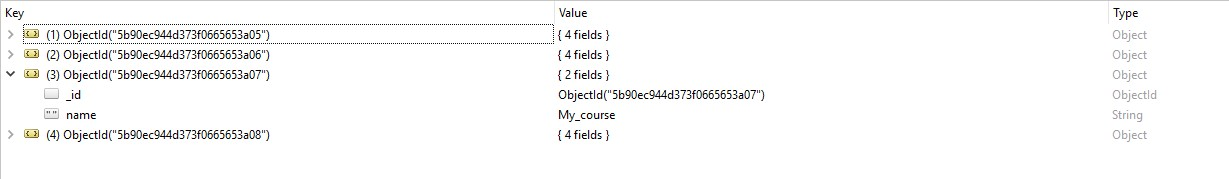 Key Value Type
(1) ObjectId("5b90ec944d373f0665653a05") { 4 fields } Object
(2) ObjectId("5b90ec944d373f0665653a06") { 4 fields } Object
(3) ObjectId("5b90ec944d373f0665653a07") { 2 fields } Object
_id ObjectId("5b90ec944d373f0665653a07") ObjectId
name My_course String
(4) ObjectId("5b90ec944d373f0665653a08") { 4 fields } Object